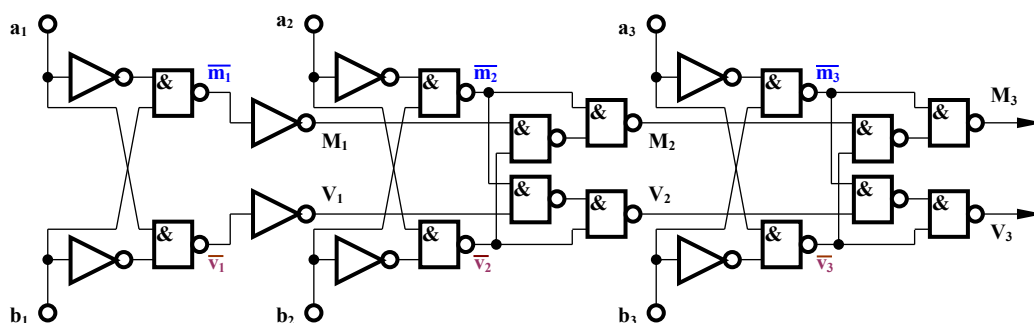 a₁ a₂ a₃
& m̅₁ & m̅₂ & m̅₃
& & & &
M₁ M₂ M₃
V₁ & & V₂ & & V₃
& v̅₁ & v̅₂ & v̅₃
b₁ b₂ b₃